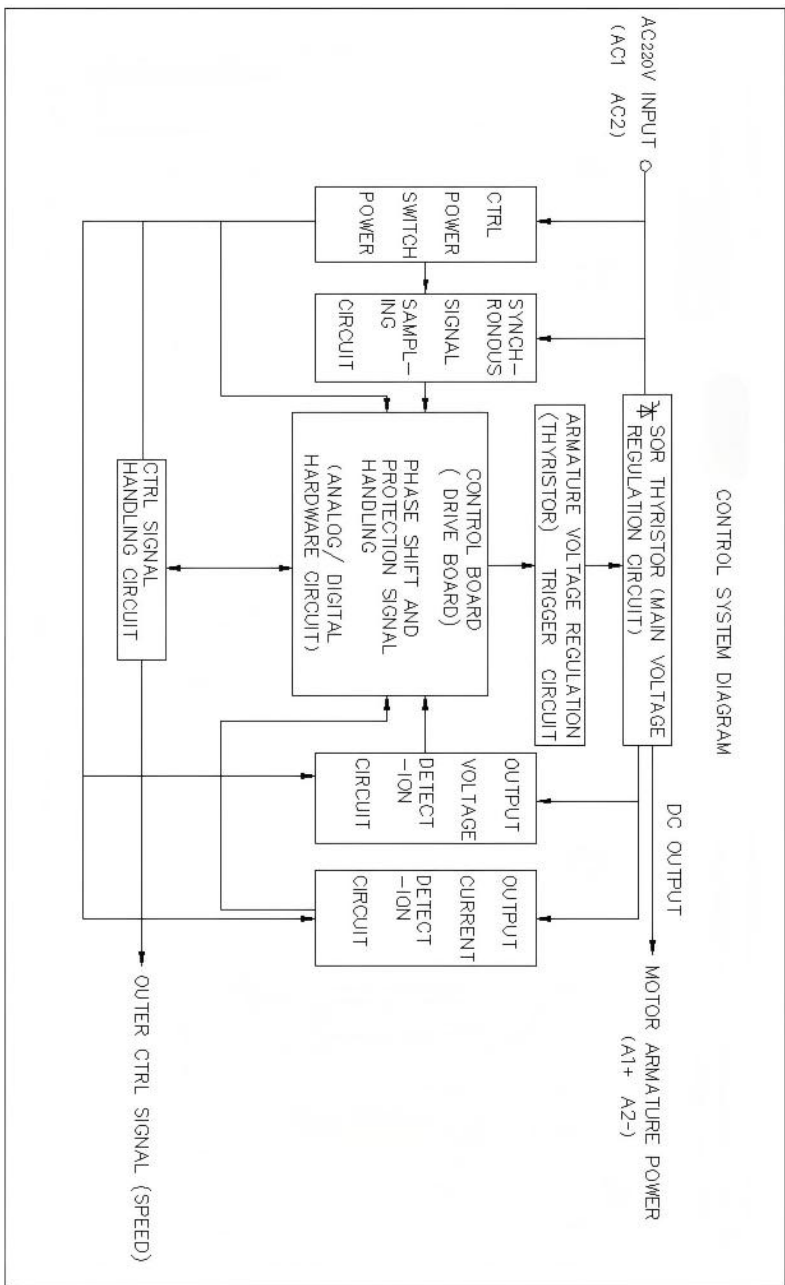 CONTROL SYSTEM DIAGRAM
AC220V INPUT
(AC1 AC2)
SOR THYRISTOR (MAIN VOLTAGE
REGULATION CIRCUIT)
DC OUTPUT
MOTOR ARMATURE POWER
(A1+ A2-)
ARMATURE VOLTAGE REGULATION
(THYRISTOR) TRIGGER CIRCUIT
CTRL
POWER
SWITCH
POWER
SYNCH-
RONDUS
SIGNAL
SAMPL-
ING
CIRCUIT
CONTROL BOARD
( DRIVE BOARD)
PHASE SHIFT AND
PROTECTION SIGNAL
HANDLING
(ANALOG/ DIGITAL
HARDWARE CIRCUIT)
OUTPUT
VOLTAGE
DETECT
-ION
CIRCUIT
OUTPUT
CURRENT
DETECT
-ION
CIRCUIT
CTRL SIGNAL
HANDLING CIRCUIT
OUTER CTRL SIGNAL (SPEED)